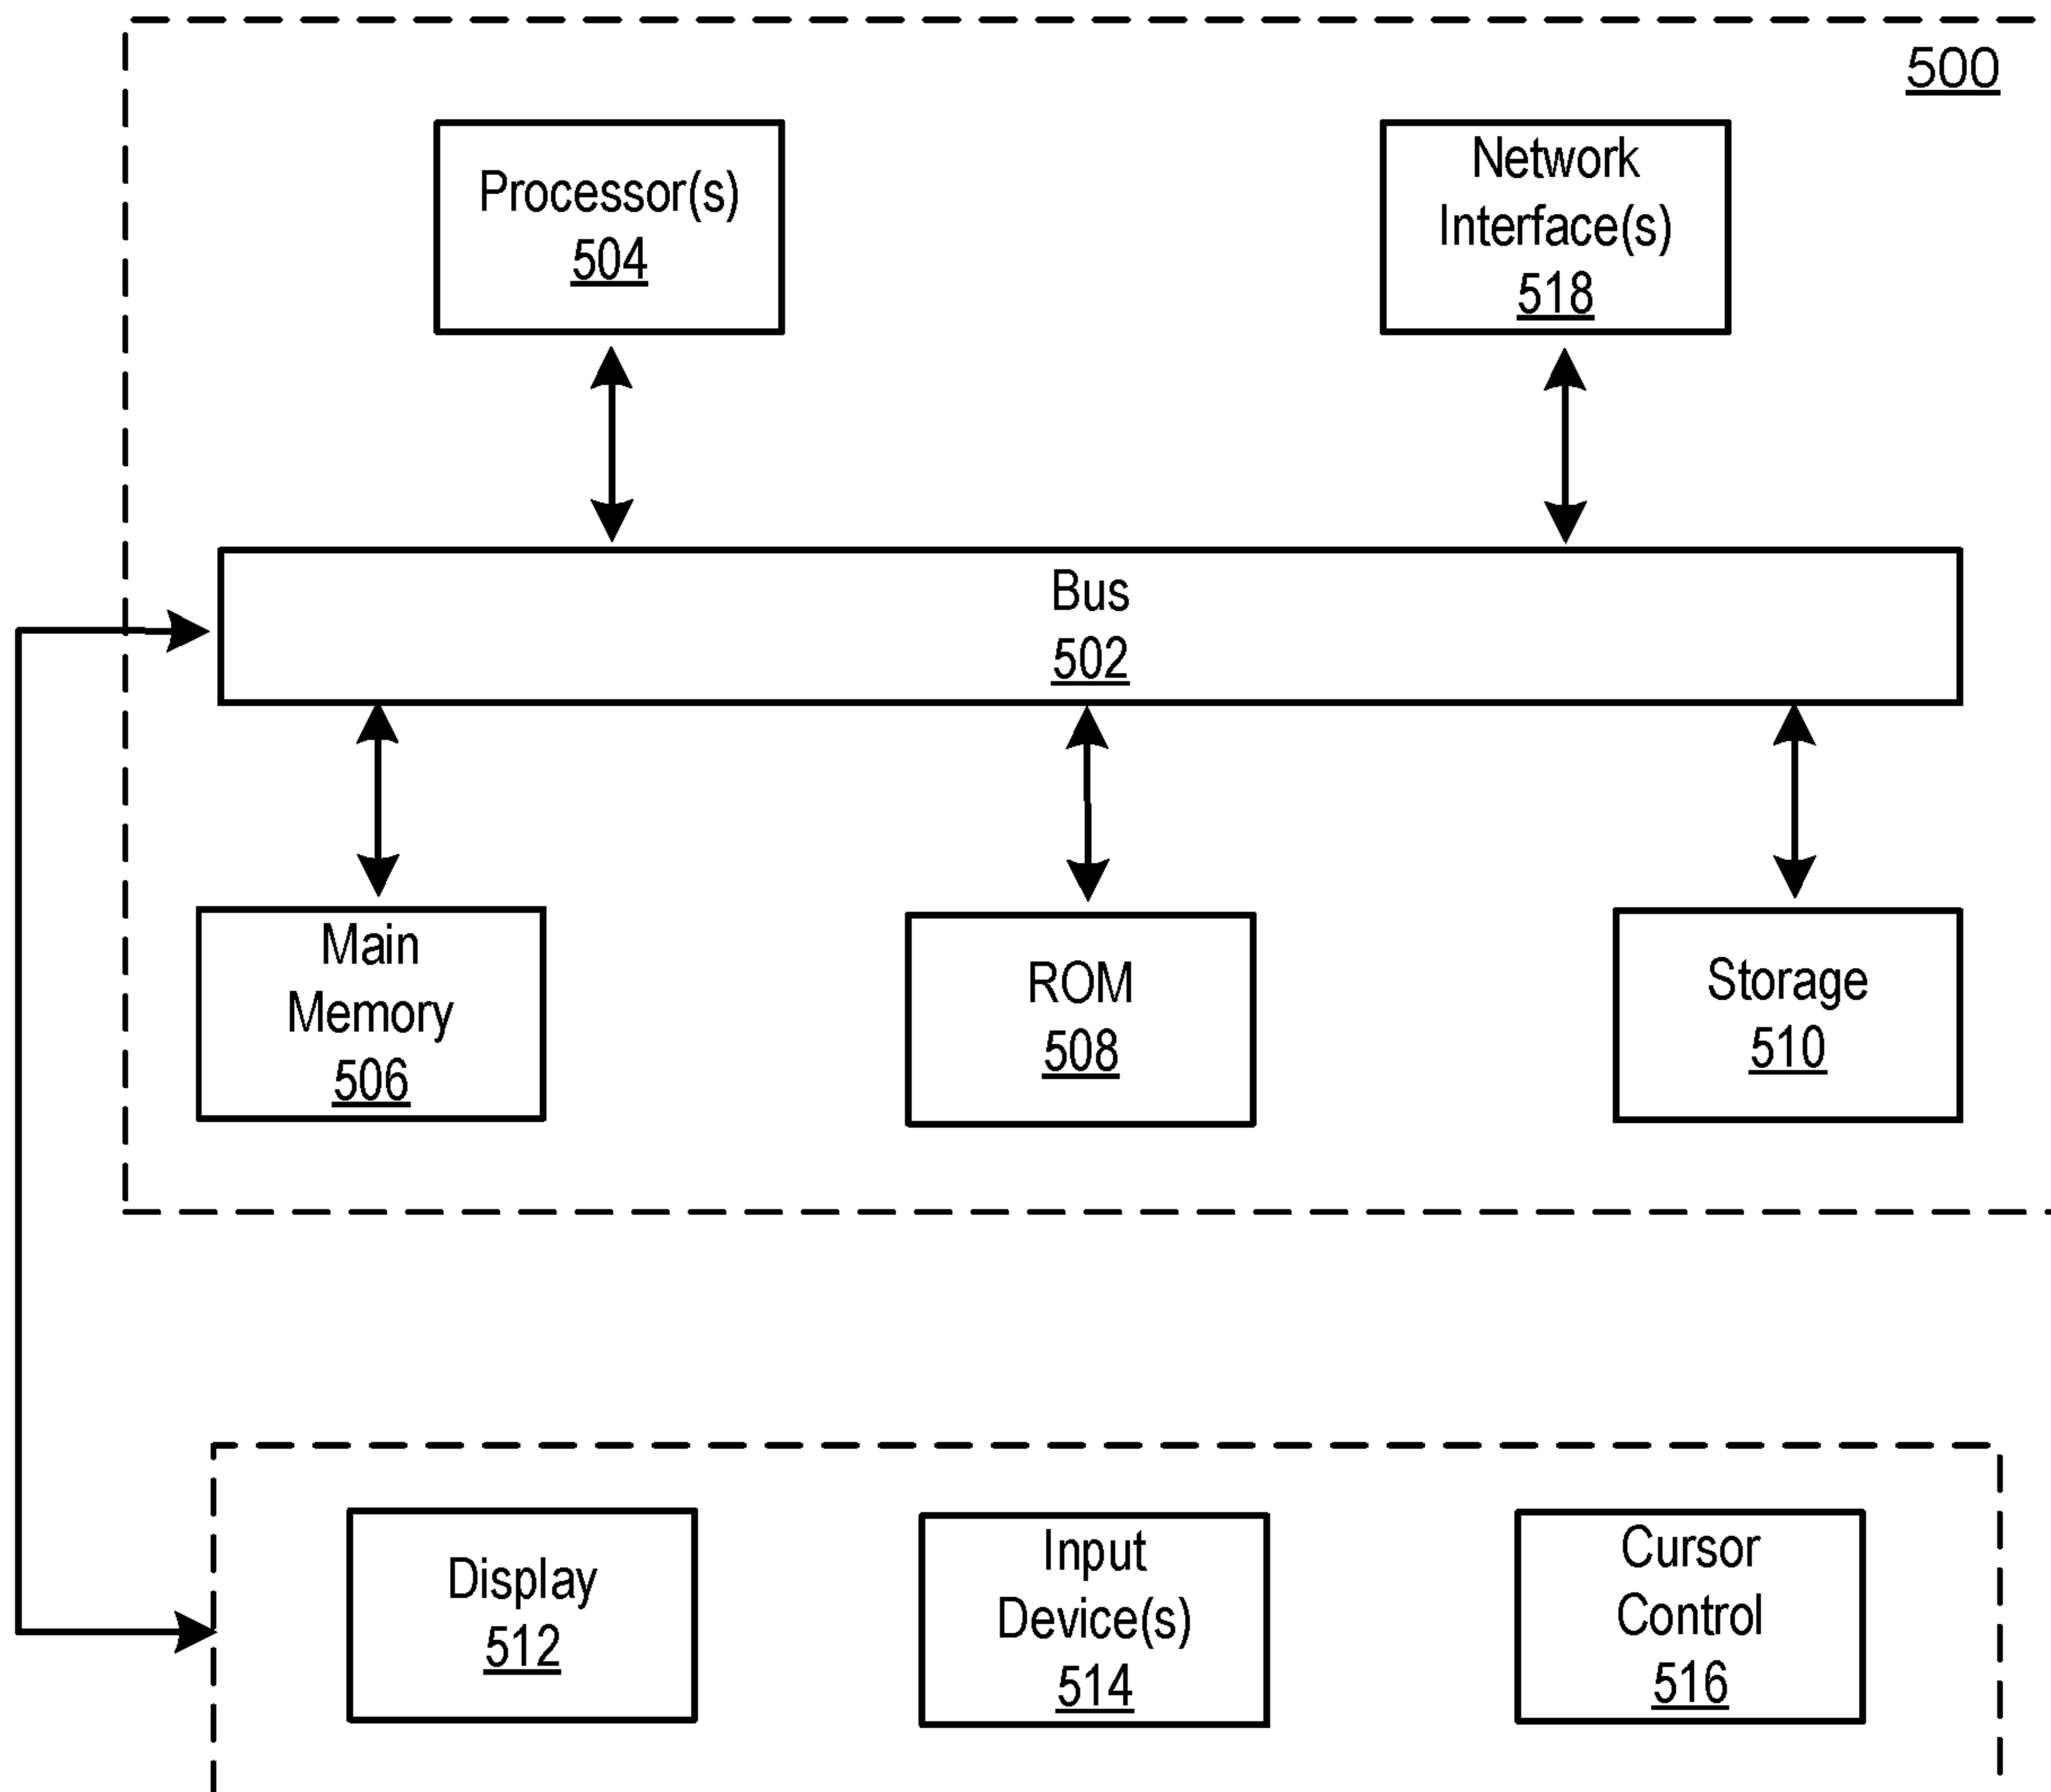 500
Processor(s)
504
Network
Interface(s)
518
Bus
502
Main
Memory
506
ROM
508
Storage
510
Display
512
Input
Device(s)
514
Cursor
Control
516